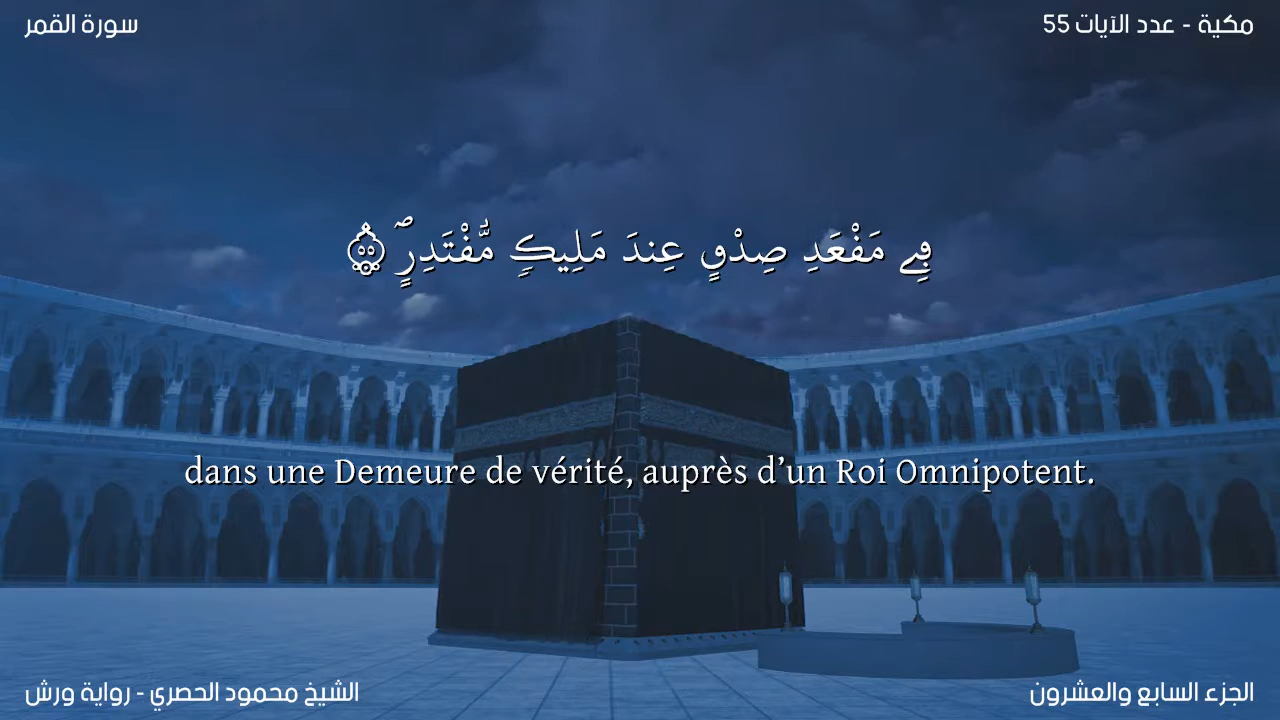 سورة القمر
مكية - عدد الآيات 55
فِے مَقْعَدِ صِدْقٍ عِندَ مَلِيكٖ مُّقْتَدِرٍۖ ۝٥٥
dans une Demeure de vérité, auprès d’un Roi Omnipotent.
الشيخ محمود الحصري - رواية ورش
الجزء السابع والعشرون